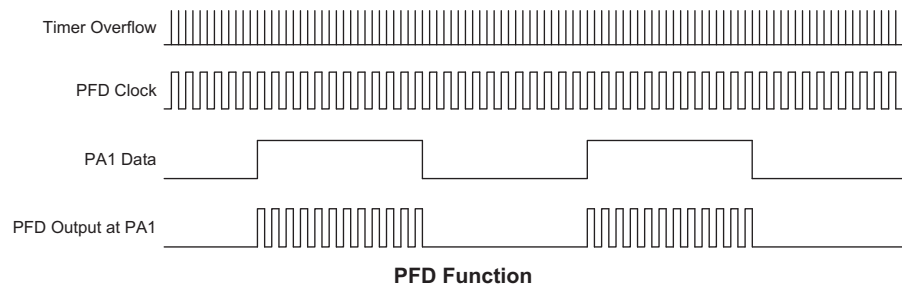 Timer Overflow
PFD Clock
PA1 Data
PFD Output at PA1
PFD Function